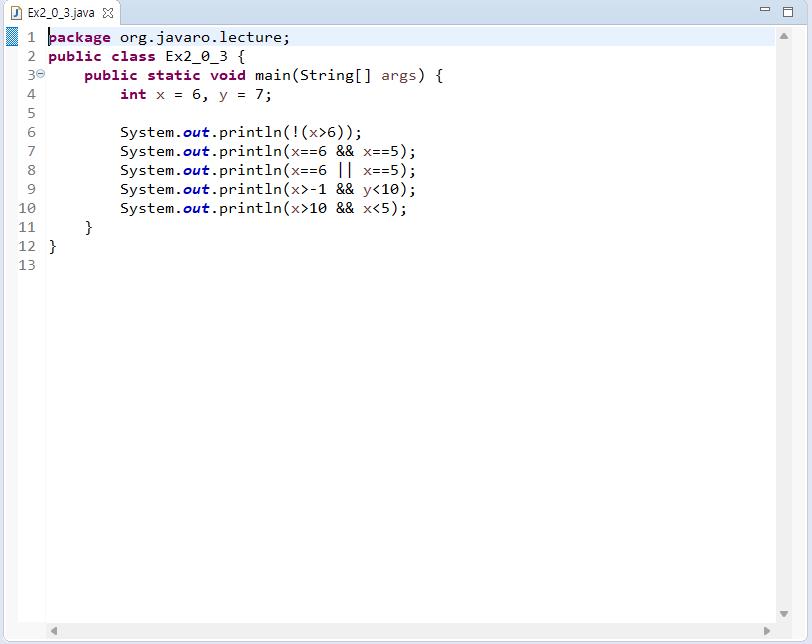 Ex2_0_3.java
1 package org.javaro.lecture;
2 public class Ex2_0_3 {
3     public static void main(String[] args) {
4         int x = 6, y = 7;
5
6         System.out.println(!(x>6));
7         System.out.println(x==6 && x==5);
8         System.out.println(x==6 || x==5);
9         System.out.println(x>-1 && y<10);
10         System.out.println(x>10 && x<5);
11     }
12 }
13